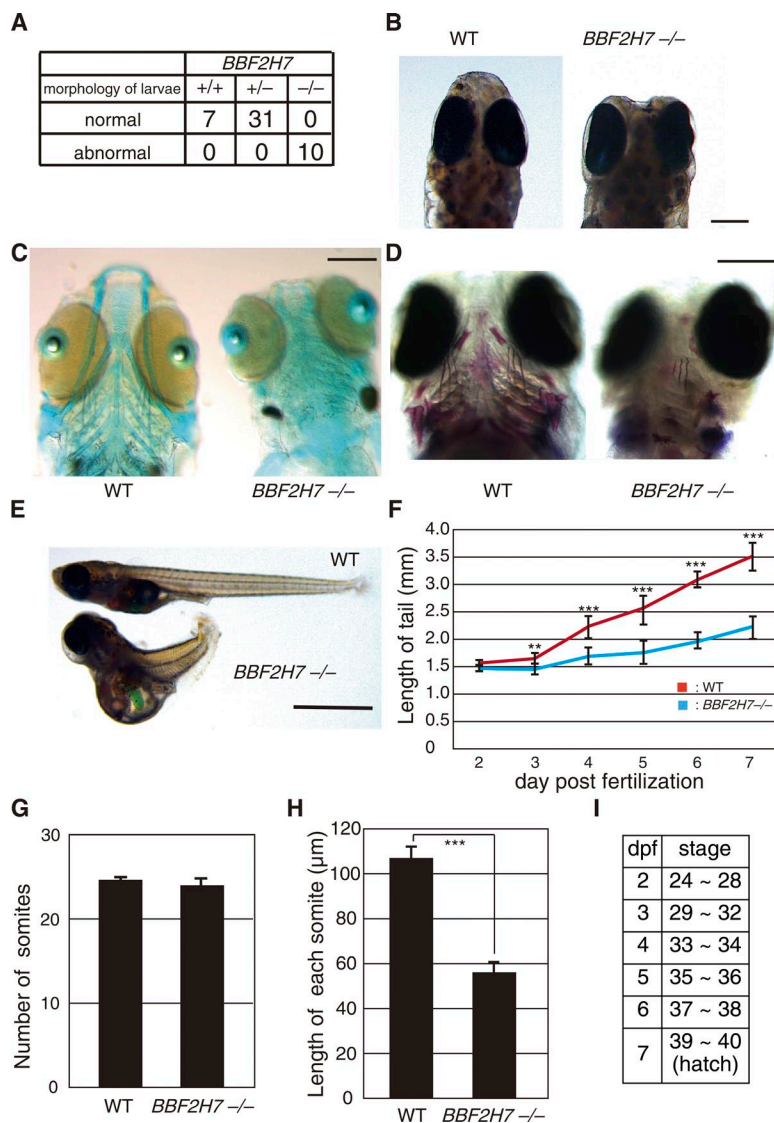 A
BBF2H7
morphology of larvae +/+ +/− −/−
normal 7 31 0
abnormal 0 0 10
B
WT BBF2H7 −/−
C
WT BBF2H7 −/−
D
WT BBF2H7 −/−
E
WT
BBF2H7 −/−
F
Length of tail (mm)
4.0
3.5
3.0
2.5
2.0
1.5
1.0
0.5
0
** *** *** *** ***
: WT
: BBF2H7−/−
2 3 4 5 6 7
day post fertilization
G
Number of somites
30
20
10
0
WT BBF2H7 −/−
H
Length of each somite (μm)
120
100
80
60
40
20
0
***
WT BBF2H7 −/−
I
dpf stage
2 24 ~ 28
3 29 ~ 32
4 33 ~ 34
5 35 ~ 36
6 37 ~ 38
7 39 ~ 40
(hatch)